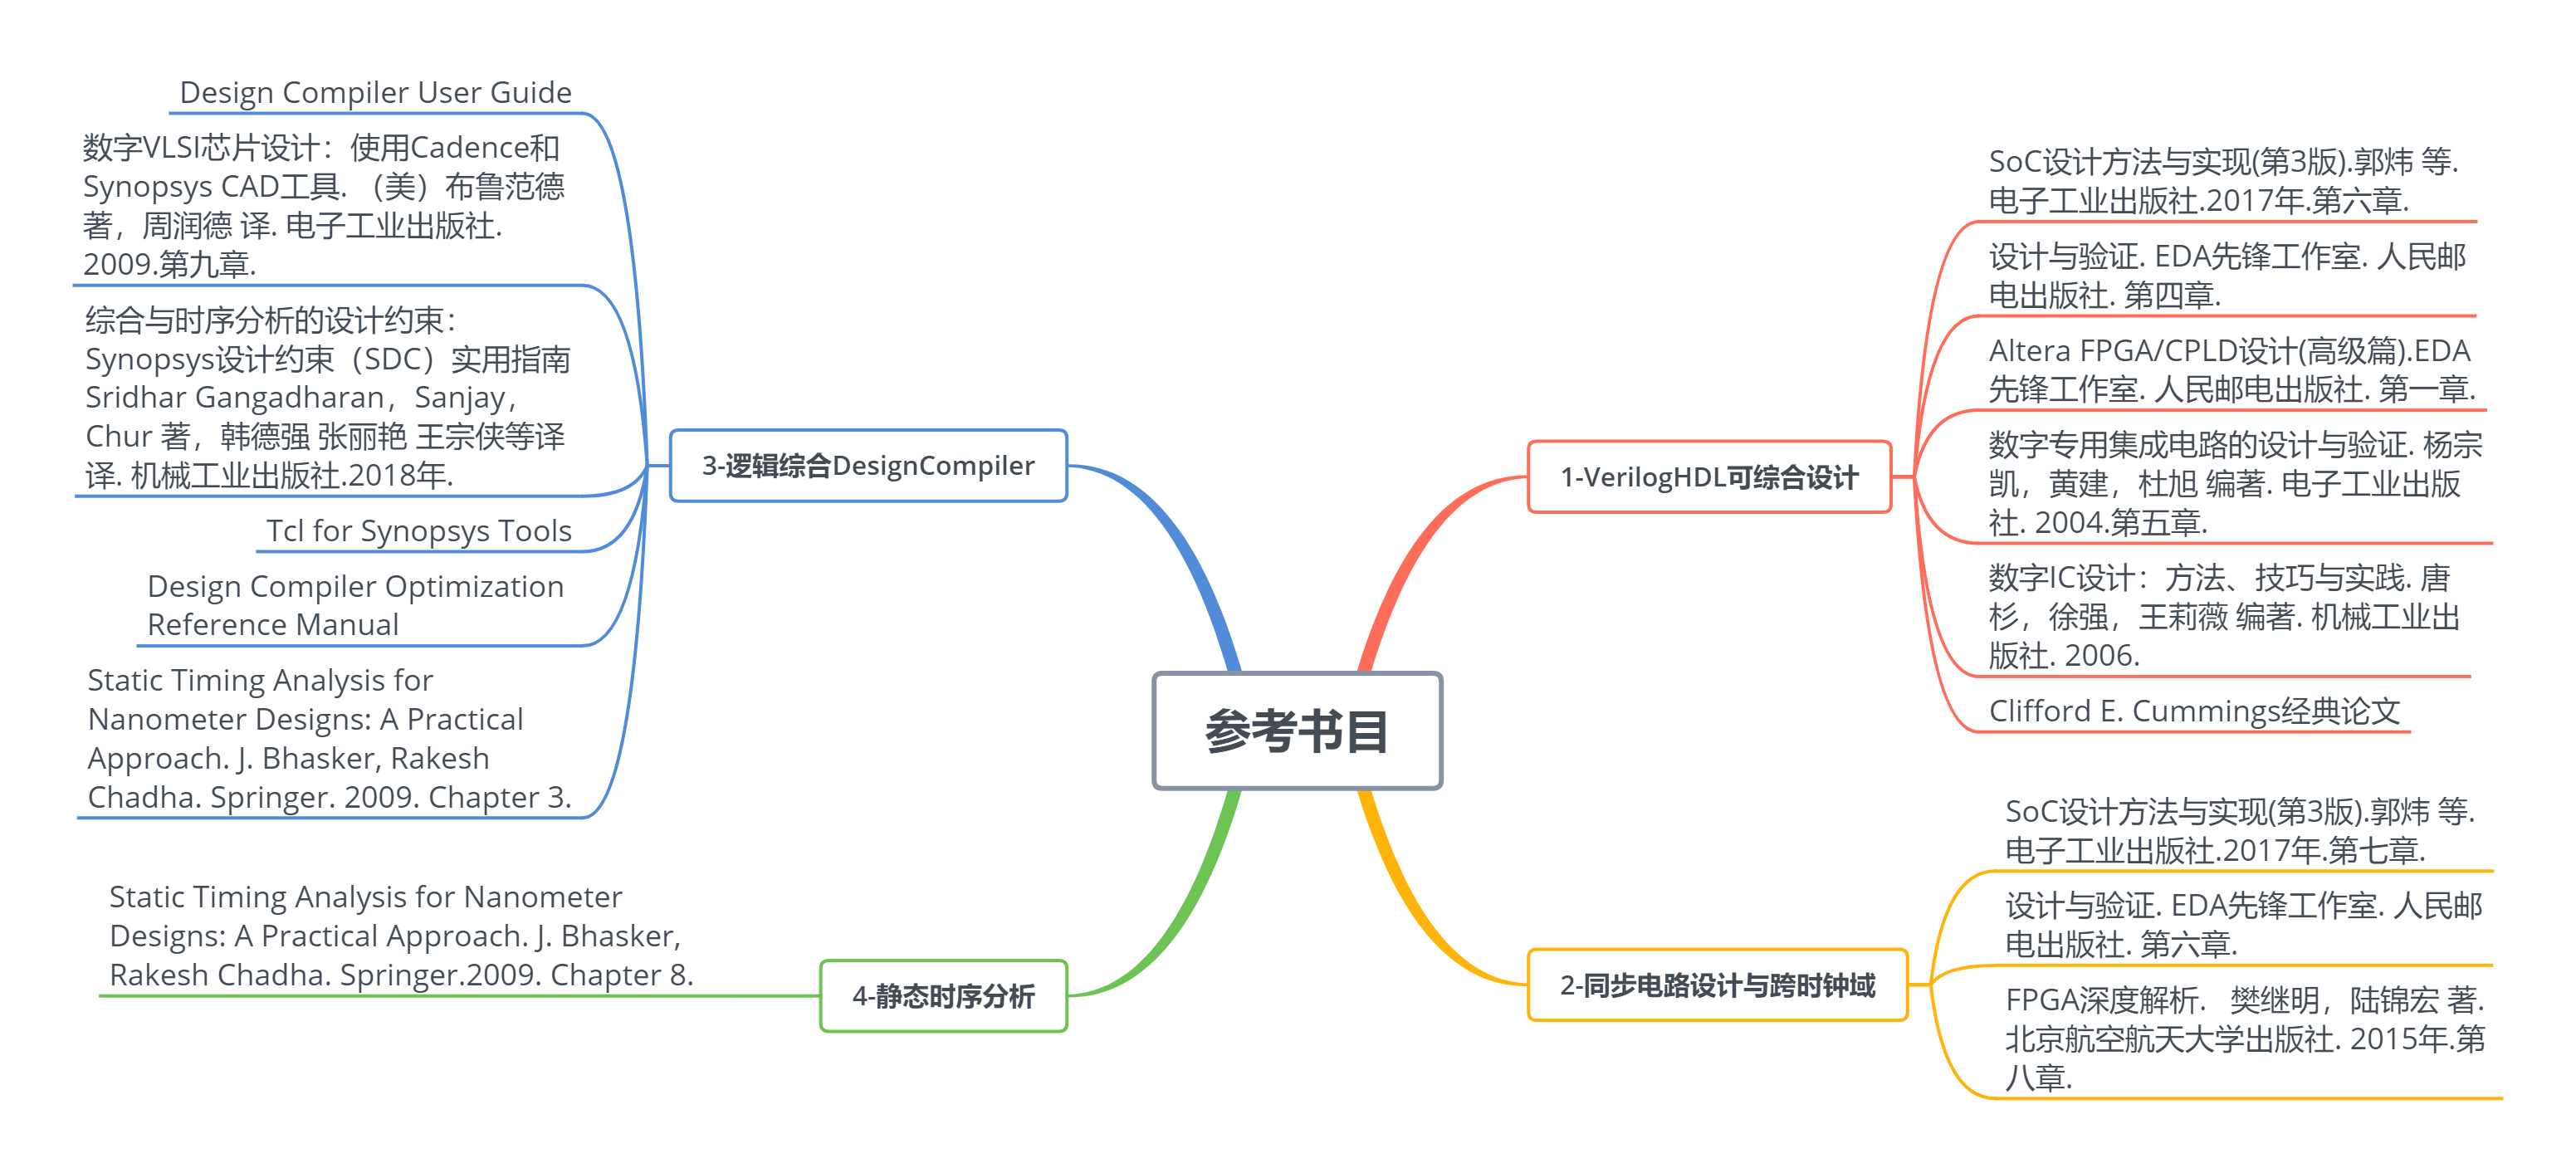 参考书目
1-VerilogHDL可综合设计
SoC设计方法与实现(第3版).郭炜 等.
电子工业出版社.2017年.第六章.
设计与验证. EDA先锋工作室. 人民邮
电出版社. 第四章.
Altera FPGA/CPLD设计(高级篇).EDA
先锋工作室. 人民邮电出版社. 第一章.
数字专用集成电路的设计与验证. 杨宗
凯，黄建，杜旭 编著. 电子工业出版
社. 2004.第五章.
数字IC设计：方法、技巧与实践. 唐
杉，徐强，王莉薇 编著. 机械工业出
版社. 2006.
Clifford E. Cummings经典论文
2-同步电路设计与跨时钟域
SoC设计方法与实现(第3版).郭炜 等.
电子工业出版社.2017年.第七章.
设计与验证. EDA先锋工作室. 人民邮
电出版社. 第六章.
FPGA深度解析. 樊继明，陆锦宏 著.
北京航空航天大学出版社. 2015年.第
八章.
3-逻辑综合DesignCompiler
Design Compiler User Guide
数字VLSI芯片设计：使用Cadence和
Synopsys CAD工具. （美）布鲁范德
著，周润德 译. 电子工业出版社.
2009.第九章.
综合与时序分析的设计约束：
Synopsys设计约束（SDC）实用指南
Sridhar Gangadharan，Sanjay，
Chur 著，韩德强 张丽艳 王宗侠等译
译. 机械工业出版社.2018年.
Tcl for Synopsys Tools
Design Compiler Optimization
Reference Manual
Static Timing Analysis for
Nanometer Designs: A Practical
Approach. J. Bhasker, Rakesh
Chadha. Springer. 2009. Chapter 3.
4-静态时序分析
Static Timing Analysis for Nanometer
Designs: A Practical Approach. J. Bhasker,
Rakesh Chadha. Springer.2009. Chapter 8.